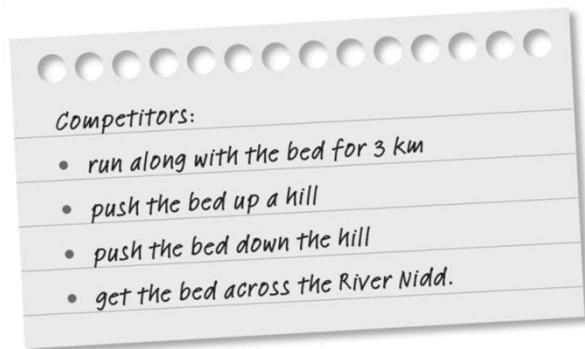 Competitors:
• run along with the bed for 3 km
• push the bed up a hill
• push the bed down the hill
• get the bed across the River Nidd.